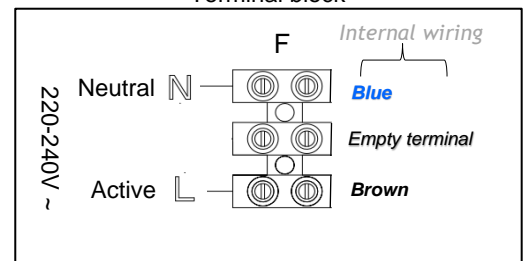 Terminal block
F
Internal wiring
Neutral N
Blue
220-240V ~
Empty terminal
Active L
Brown